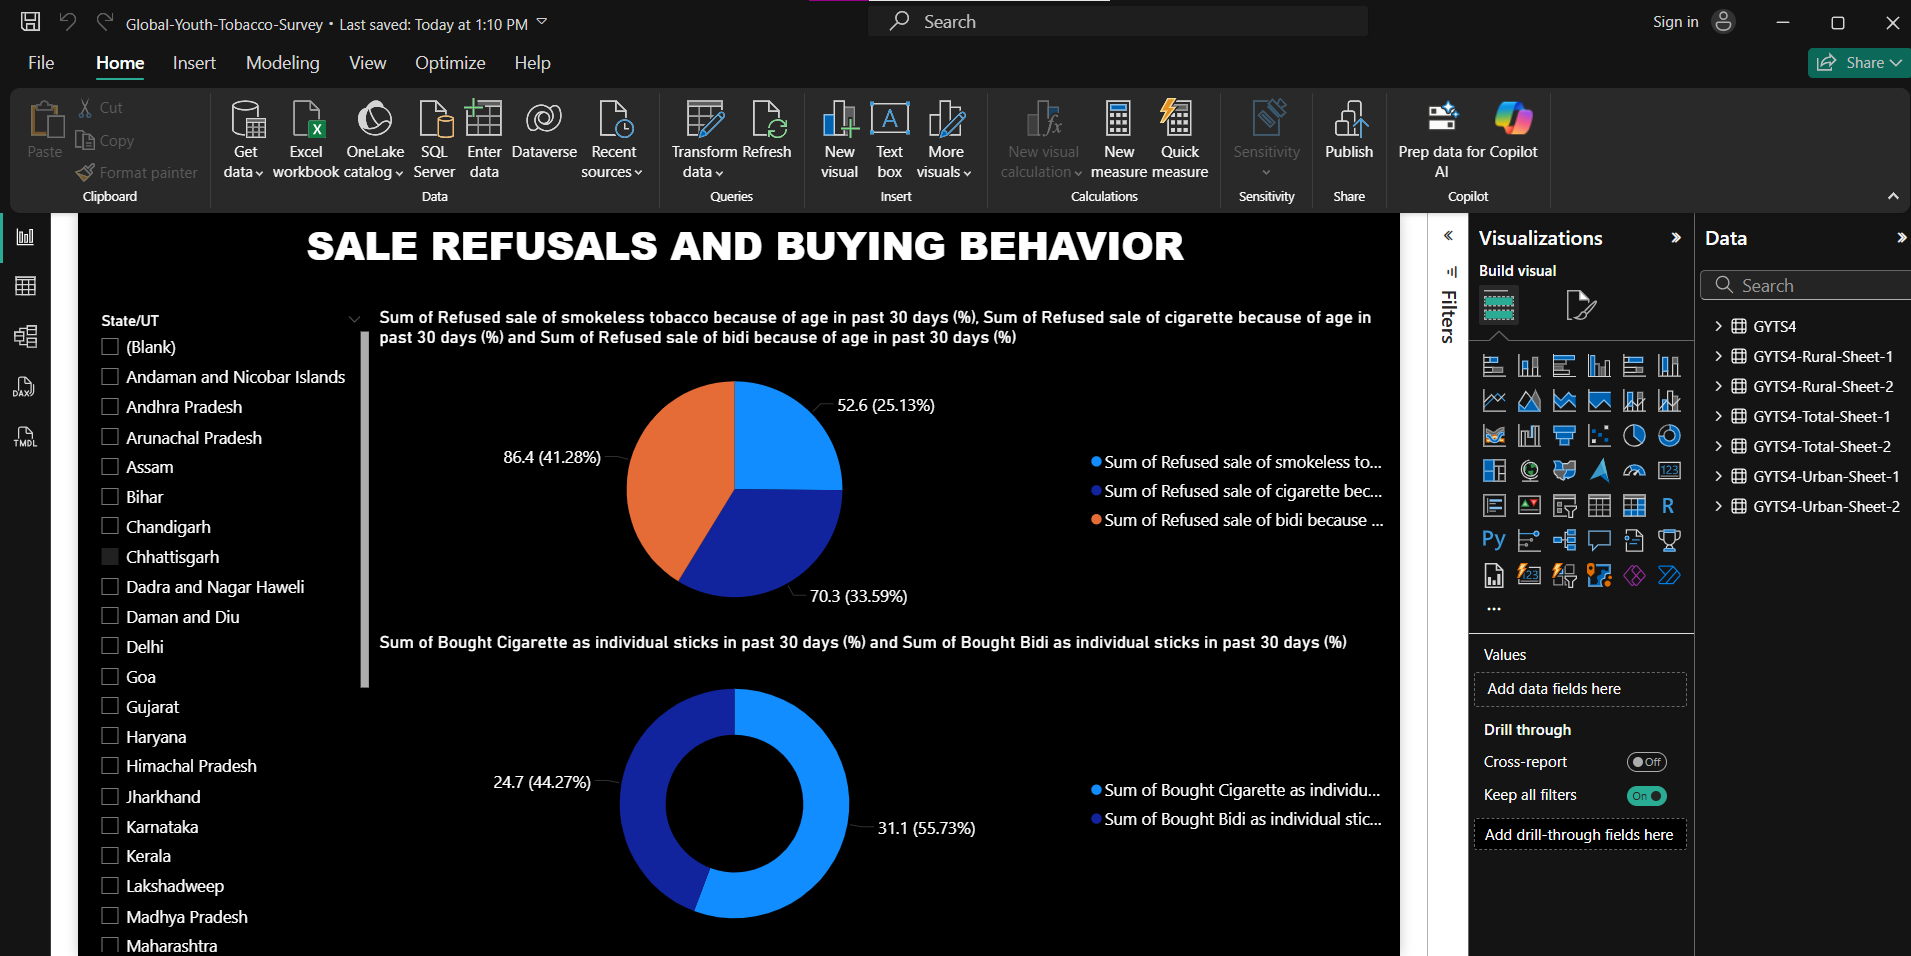 Global-Youth-Tobacco-Survey • Last saved: Today at 1:10 PM
Search
Sign in
File Home Insert Modeling View Optimize Help
Share
Paste
Cut
Copy
Format painter
Clipboard
Get data
Excel workbook
OneLake catalog
SQL Server
Enter data
Dataverse
Recent sources
Data
Transform data
Refresh
Queries
New visual
Text box
More visuals
Insert
New visual calculation
New measure
Quick measure
Calculations
Sensitivity
Sensitivity
Publish
Share
Prep data for AI
Copilot
Copilot
DAX
TMDL
SALE REFUSALS AND BUYING BEHAVIOR
State/UT
(Blank)
Andaman and Nicobar Islands
Andhra Pradesh
Arunachal Pradesh
Assam
Bihar
Chandigarh
Chhattisgarh
Dadra and Nagar Haweli
Daman and Diu
Delhi
Goa
Gujarat
Haryana
Himachal Pradesh
Jharkhand
Karnataka
Kerala
Lakshadweep
Madhya Pradesh
Maharashtra
Sum of Refused sale of smokeless tobacco because of age in past 30 days (%), Sum of Refused sale of cigarette because of age in
past 30 days (%) and Sum of Refused sale of bidi because of age in past 30 days (%)
52.6 (25.13%)
86.4 (41.28%)
70.3 (33.59%)
Sum of Refused sale of smokeless to...
Sum of Refused sale of cigarette bec...
Sum of Refused sale of bidi because ...
Sum of Bought Cigarette as individual sticks in past 30 days (%) and Sum of Bought Bidi as individual sticks in past 30 days (%)
24.7 (44.27%)
31.1 (55.73%)
Sum of Bought Cigarette as individu...
Sum of Bought Bidi as individual stic...
Filters
Visualizations
Build visual
123
R
Py
123
...
Values
Add data fields here
Drill through
Cross-report
Off
Keep all filters
On
Add drill-through fields here
Data
Search
GYTS4
GYTS4-Rural-Sheet-1
GYTS4-Rural-Sheet-2
GYTS4-Total-Sheet-1
GYTS4-Total-Sheet-2
GYTS4-Urban-Sheet-1
GYTS4-Urban-Sheet-2